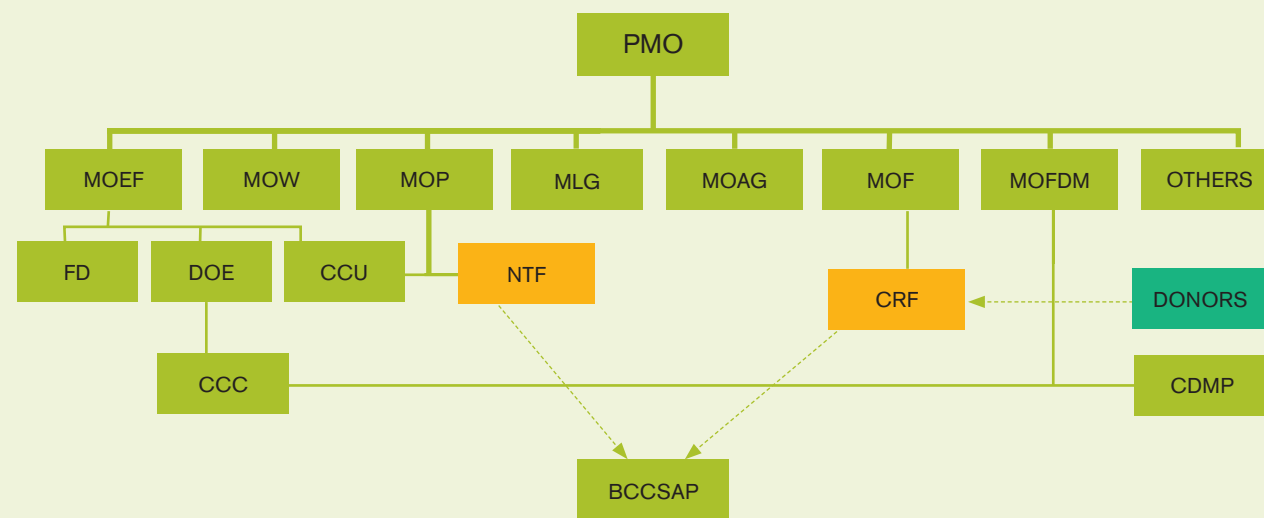 PMO
MOEF
MOW
MOP
MLG
MOAG
MOF
MOFDM
OTHERS
FD
DOE
CCU
NTF
CRF
DONORS
CCC
CDMP
BCCSAP